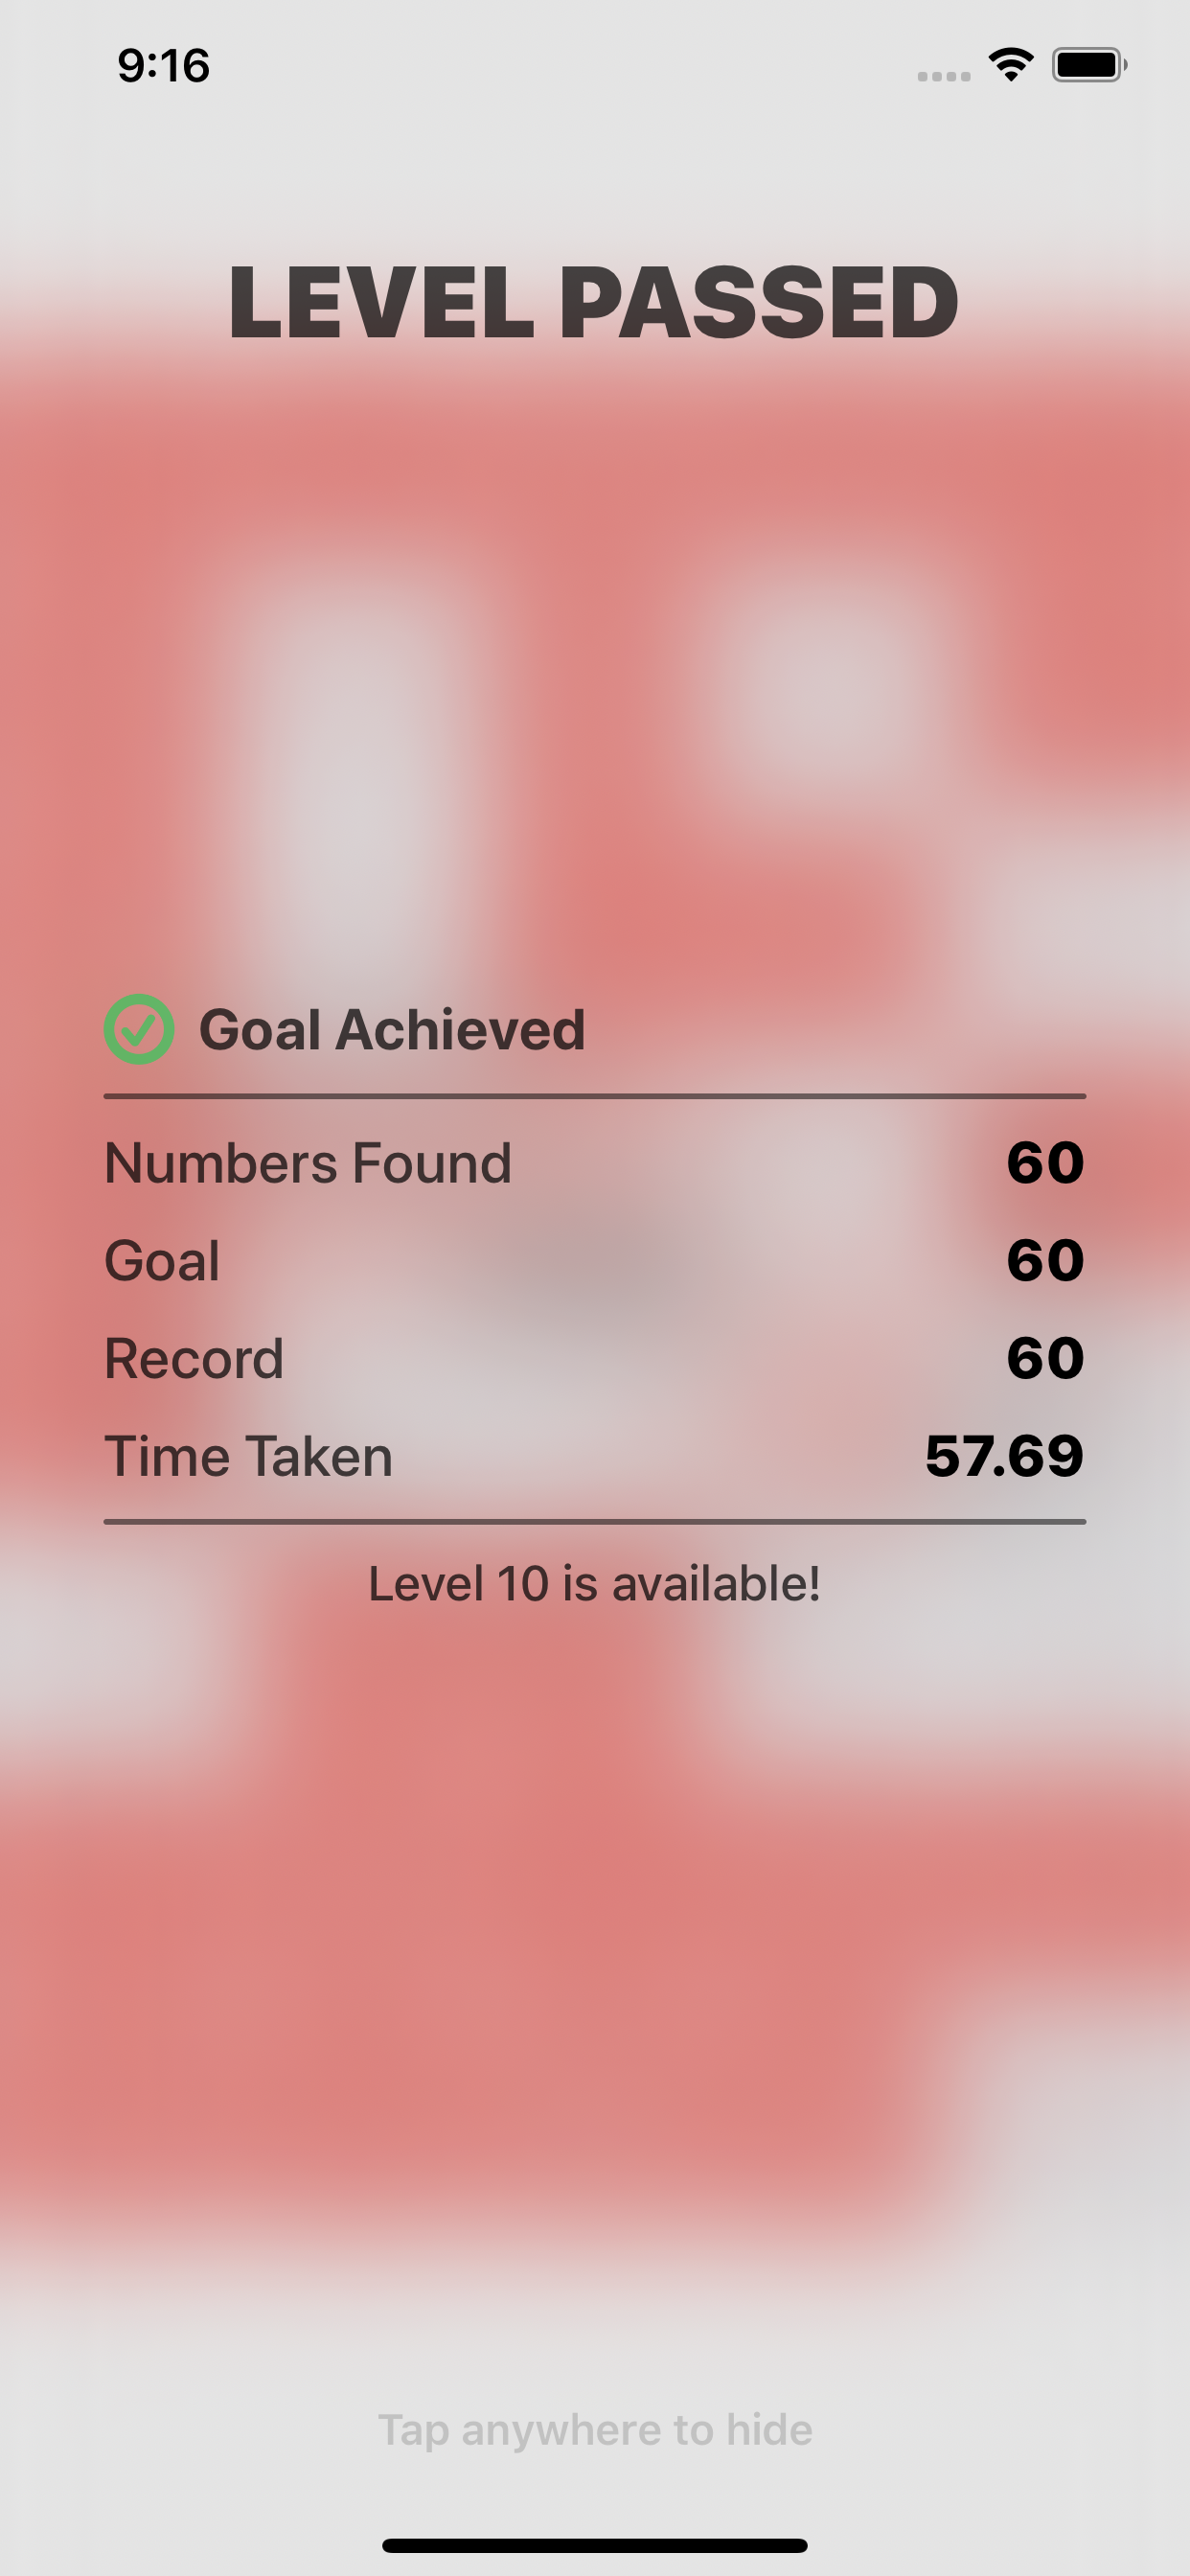 9:16
LEVEL PASSED
Goal Achieved
Numbers Found 60
Goal 60
Record 60
Time Taken 57.69
Level 10 is available!
Tap anywhere to hide